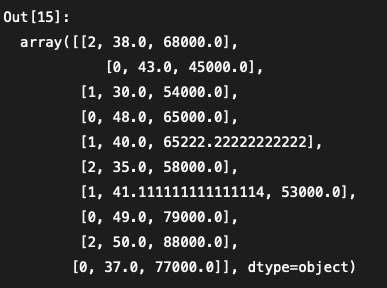 Out[15]:
array([[2, 38.0, 68000.0],
[0, 43.0, 45000.0],
[1, 30.0, 54000.0],
[0, 48.0, 65000.0],
[1, 40.0, 65222.22222222222],
[2, 35.0, 58000.0],
[1, 41.111111111111114, 53000.0],
[0, 49.0, 79000.0],
[2, 50.0, 88000.0],
[0, 37.0, 77000.0]], dtype=object)